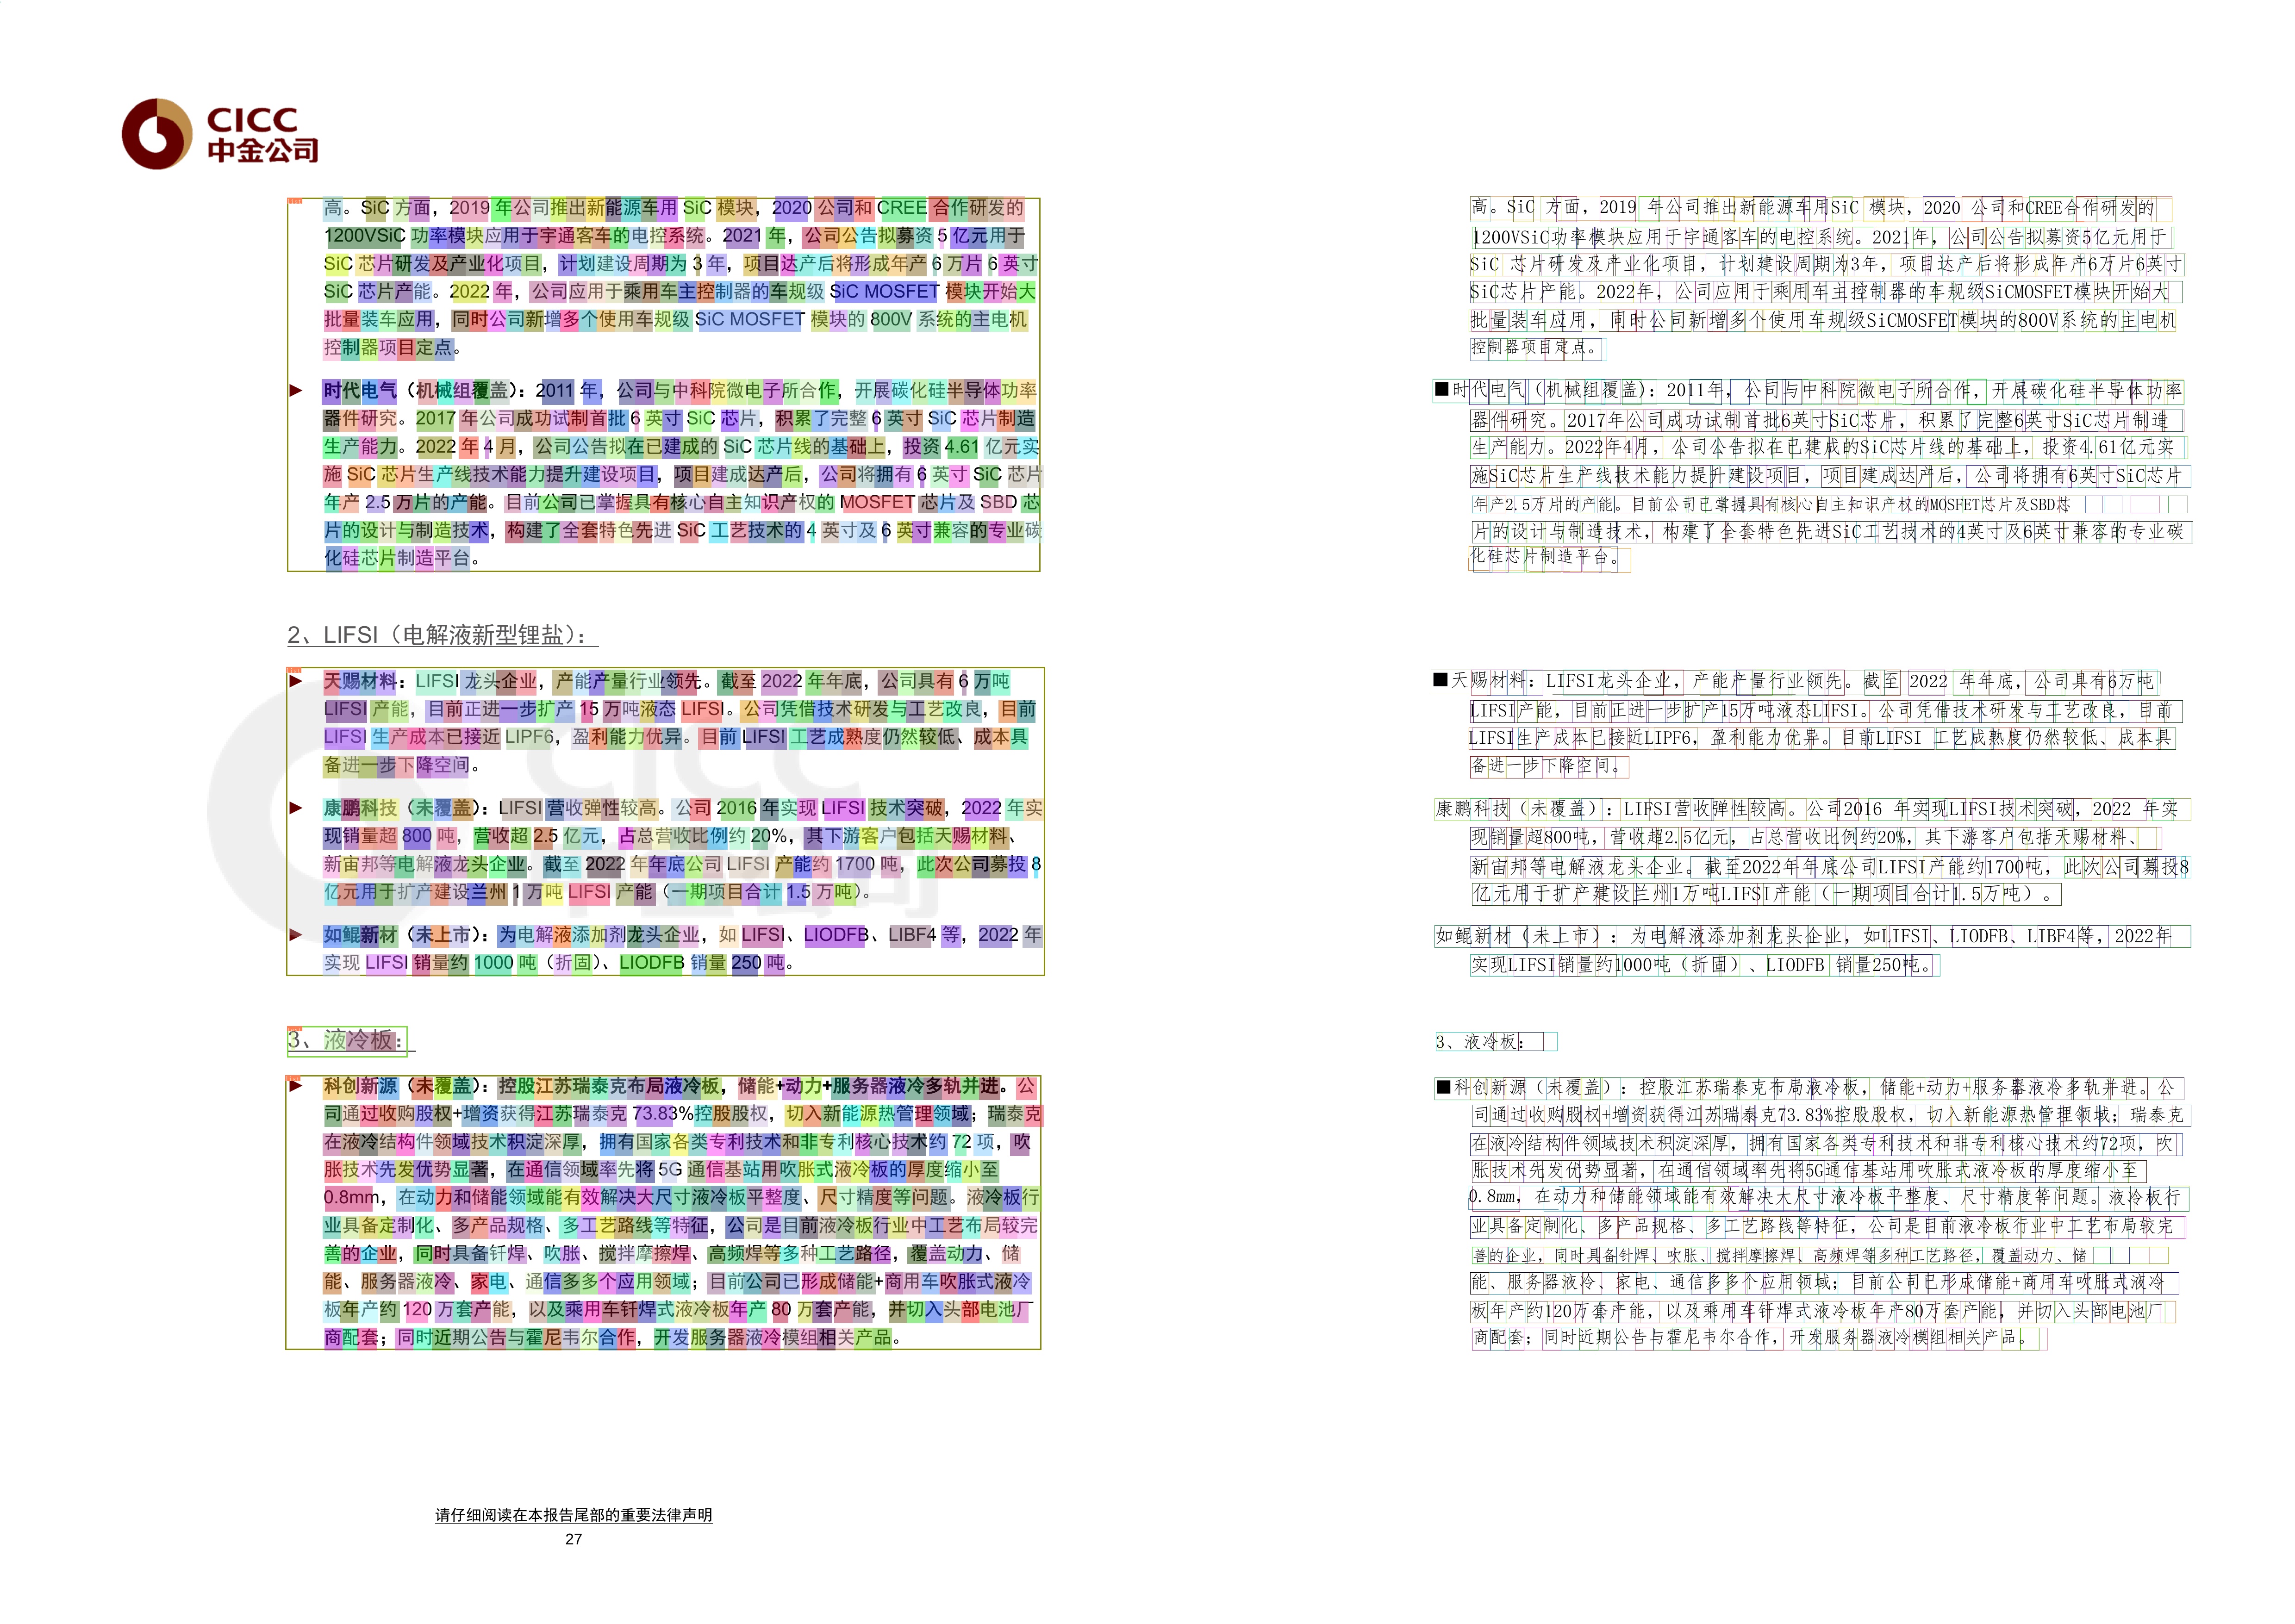 CICC
中金公司
高。SiC 方面，2019 年公司推出新能源车用 SiC 模块，2020 公司和 CREE 合作研发的
1200VSiC 功率模块应用于宇通客车的电控系统。2021 年，公司公告拟募资 5 亿元用于
SiC 芯片研发及产业化项目，计划建设周期为 3 年，项目达产后将形成年产 6 万片 6 英寸
SiC 芯片产能。2022 年，公司应用于乘用车主控制器的车规级 SiC MOSFET 模块开始大
批量装车应用，同时公司新增多个使用车规级 SiC MOSFET 模块的 800V 系统的主电机
控制器项目定点。
时代电气（机械组覆盖）：2011 年，公司与中科院微电子所合作，开展碳化硅半导体功率
器件研究。2017 年公司成功试制首批 6 英寸 SiC 芯片，积累了完整 6 英寸 SiC 芯片制造
生产能力。2022 年 4 月，公司公告拟在已建成的 SiC 芯片线的基础上，投资 4.61 亿元实
施 SiC 芯片生产线技术能力提升建设项目，项目建成达产后，公司将拥有 6 英寸 SiC 芯片
年产 2.5 万片的产能。目前公司已掌握具有核心自主知识产权的 MOSFET 芯片及 SBD 芯
片的设计与制造技术，构建了全套特色先进 SiC 工艺技术的 4 英寸及 6 英寸兼容的专业碳
化硅芯片制造平台。
2、LIFSI（电解液新型锂盐）：
天赐材料：LIFSI 龙头企业，产能产量行业领先。截至 2022 年年底，公司具有 6 万吨
LIFSI 产能，目前正进一步扩产 15 万吨液态 LIFSI。公司凭借技术研发与工艺改良，目前
LIFSI 生产成本已接近 LIPF6，盈利能力优异。目前 LIFSI 工艺成熟度仍然较低、成本具
备进一步下降空间。
康鹏科技（未覆盖）：LIFSI 营收弹性较高。公司 2016 年实现 LIFSI 技术突破，2022 年实
现销量超 800 吨，营收超 2.5 亿元，占总营收比例约 20%，其下游客户包括天赐材料、
新宙邦等电解液龙头企业。截至 2022 年年底公司 LIFSI 产能约 1700 吨，此次公司募投 8
亿元用于扩产建设兰州 1 万吨 LIFSI 产能（一期项目合计 1.5 万吨）。
如鲲新材（未上市）：为电解液添加剂龙头企业，如 LIFSI、LIODFB、LIBF4 等，2022 年
实现 LIFSI 销量约 1000 吨（折固）、LIODFB 销量 250 吨。
3、液冷板：
科创新源（未覆盖）：控股江苏瑞泰克布局液冷板，储能+动力+服务器液冷多轨并进。公
司通过收购股权+增资获得江苏瑞泰克 73.83%控股股权，切入新能源热管理领域；瑞泰克
在液冷结构件领域技术积淀深厚，拥有国家各类专利技术和非专利核心技术约 72 项，吹
胀技术先发优势显著，在通信领域率先将 5G 通信基站用吹胀式液冷板的厚度缩小至
0.8mm，在动力和储能领域能有效解决大尺寸液冷板平整度、尺寸精度等问题。液冷板行
业具备定制化、多产品规格、多工艺路线等特征，公司是目前液冷板行业中工艺布局较完
善的企业，同时具备钎焊、吹胀、搅拌摩擦焊、高频焊等多种工艺路径，覆盖动力、储
能、服务器液冷、家电、通信多多个应用领域；目前公司已形成储能+商用车吹胀式液冷
板年产约 120 万套产能，以及乘用车钎焊式液冷板年产 80 万套产能，并切入头部电池厂
商配套；同时近期公告与霍尼韦尔合作，开发服务器液冷模组相关产品。
请仔细阅读在本报告尾部的重要法律声明
27
高。SiC 方面，2019 年公司推出新能源车用SiC 模块，2020 公司和CREE合作研发的
1200VSiC功率模块应用于宇通客车的电控系统。2021年，公司公告拟募资5亿元用于
SiC 芯片研发及产业化项目，计划建设周期为3年，项目达产后将形成年产6万片6英寸
SiC芯片产能。2022年，公司应用于乘用车主控制器的车规级SiCMOSFET模块开始大
批量装车应用，同时公司新增多个使用车规级SiCMOSFET模块的800V系统的主电机
控制器项目定点。
■时代电气（机械组覆盖）：2011年，公司与中科院微电子所合作，开展碳化硅半导体功率
器件研究。2017年公司成功试制首批6英寸SiC芯片，积累了完整6英寸SiC芯片制造
生产能力。2022年4月，公司公告拟在已建成的SiC芯片线的基础上，投资4.61亿元实
施SiC芯片生产线技术能力提升建设项目，项目建成达产后，公司将拥有6英寸SiC芯片
年产2.5万片的产能。目前公司已掌握具有核心自主知识产权的MOSFET芯片及SBD芯
片的设计与制造技术，构建了全套特色先进SiC工艺技术的4英寸及6英寸兼容的专业碳
化硅芯片制造平台。
■天赐材料：LIFSI龙头企业，产能产量行业领先。截至 2022 年年底，公司具有6万吨
LIFSI产能，目前正进一步扩产15万吨液态LIFSI。公司凭借技术研发与工艺改良，目前
LIFSI生产成本已接近LIPF6，盈利能力优异。目前LIFSI 工艺成熟度仍然较低、成本具
备进一步下降空间。
康鹏科技（未覆盖）：LIFSI营收弹性较高。公司2016 年实现LIFSI技术突破，2022 年实
现销量超800吨，营收超2.5亿元，占总营收比例约20%，其下游客户包括天赐材料、
新宙邦等电解液龙头企业。截至2022年年底公司LIFSI产能约1700吨，此次公司募投8
亿元用于扩产建设兰州1万吨LIFSI产能（一期项目合计1.5万吨）。
如鲲新材（未上市）：为电解液添加剂龙头企业，如LIFSI、LIODFB、LIBF4等，2022年
实现LIFSI销量约1000吨（折固）、LIODFB 销量250吨。
3、液冷板：
■科创新源（未覆盖）：控股江苏瑞泰克布局液冷板，储能+动力+服务器液冷多轨并进。公
司通过收购股权+增资获得江苏瑞泰克73.83%控股股权，切入新能源热管理领域；瑞泰克
在液冷结构件领域技术积淀深厚，拥有国家各类专利技术和非专利核心技术约72项，吹
胀技术先发优势显著，在通信领域率先将5G通信基站用吹胀式液冷板的厚度缩小至
0.8mm，在动力和储能领域能有效解决大尺寸液冷板平整度、尺寸精度等问题。液冷板行
业具备定制化、多产品规格、多工艺路线等特征，公司是目前液冷板行业中工艺布局较完
善的企业，同时具备针焊、吹胀、搅拌摩擦焊、高频焊等多种工艺路径，覆盖动力、储
能、服务器液冷、家电、通信多多个应用领域；目前公司已形成储能+商用车吹胀式液冷
板年产约120万套产能，以及乘用车钎焊式液冷板年产80万套产能，并切入头部电池厂
商配套；同时近期公告与霍尼韦尔合作，开发服务器液冷模组相关产品。